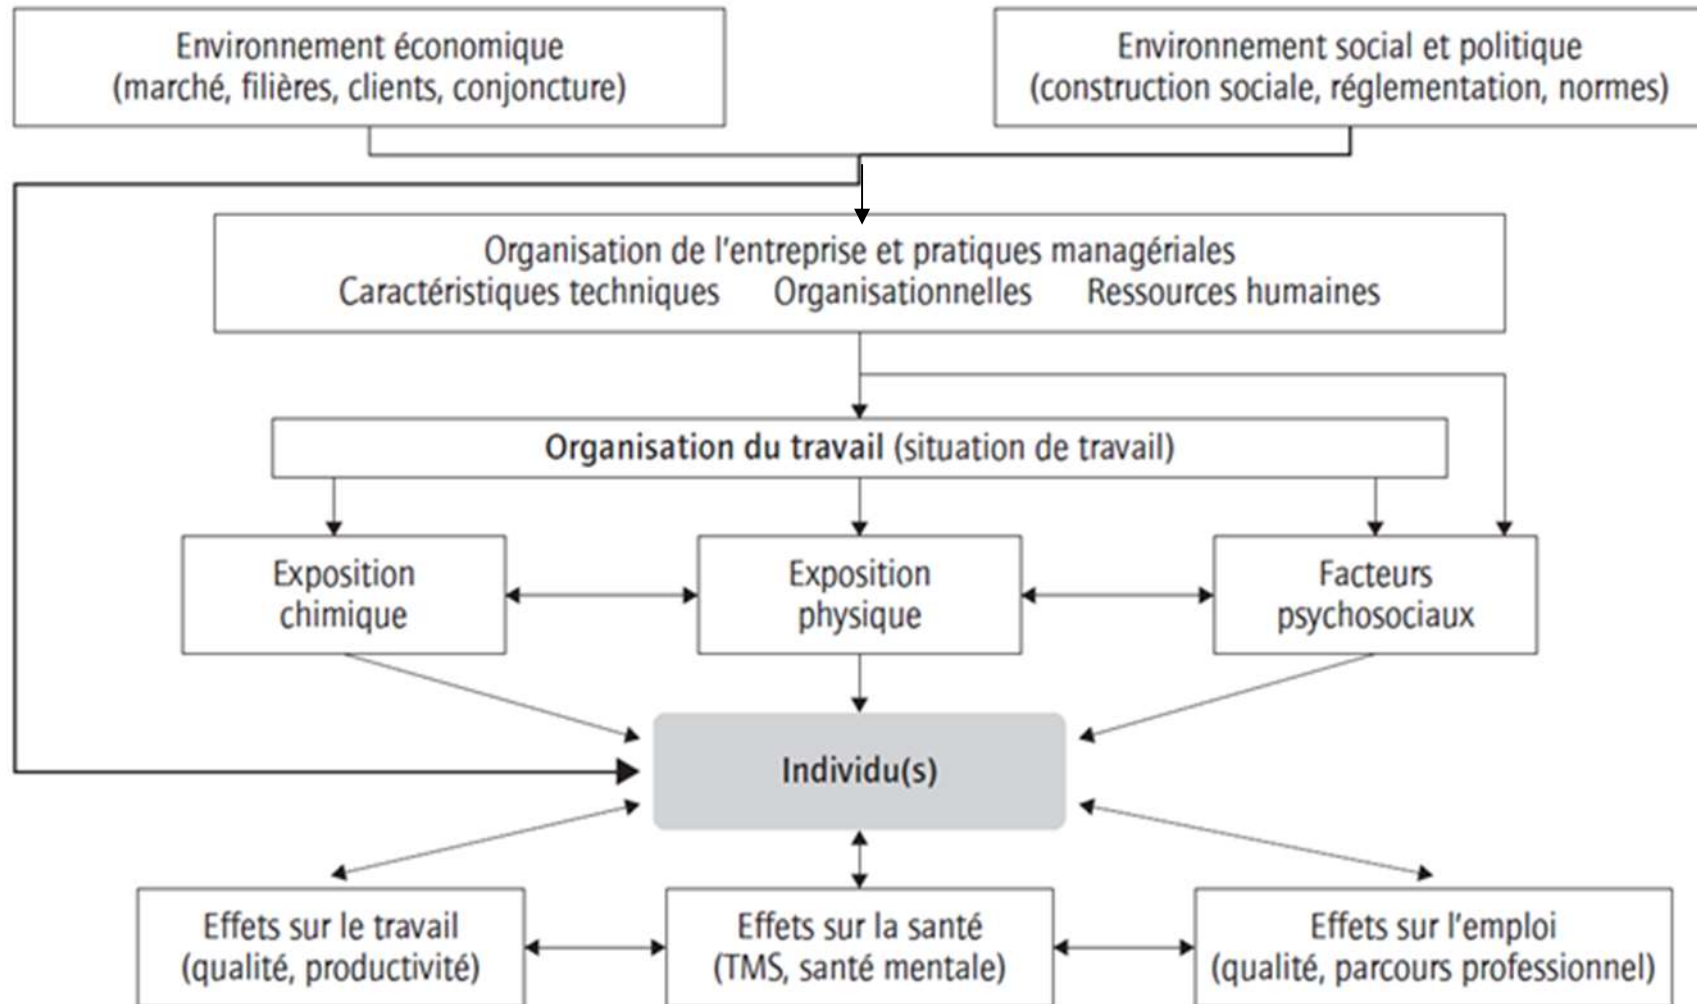 Environnement économique
(marché, filières, clients, conjoncture)
Environnement social et politique
(construction sociale, réglementation, normes)
Organisation de l'entreprise et pratiques managériales
Caractéristiques techniques Organisationnelles Ressources humaines
Organisation du travail (situation de travail)
Exposition
chimique
Exposition
physique
Facteurs
psychosociaux
Individu(s)
Effets sur le travail
(qualité, productivité)
Effets sur la santé
(TMS, santé mentale)
Effets sur l'emploi
(qualité, parcours professionnel)